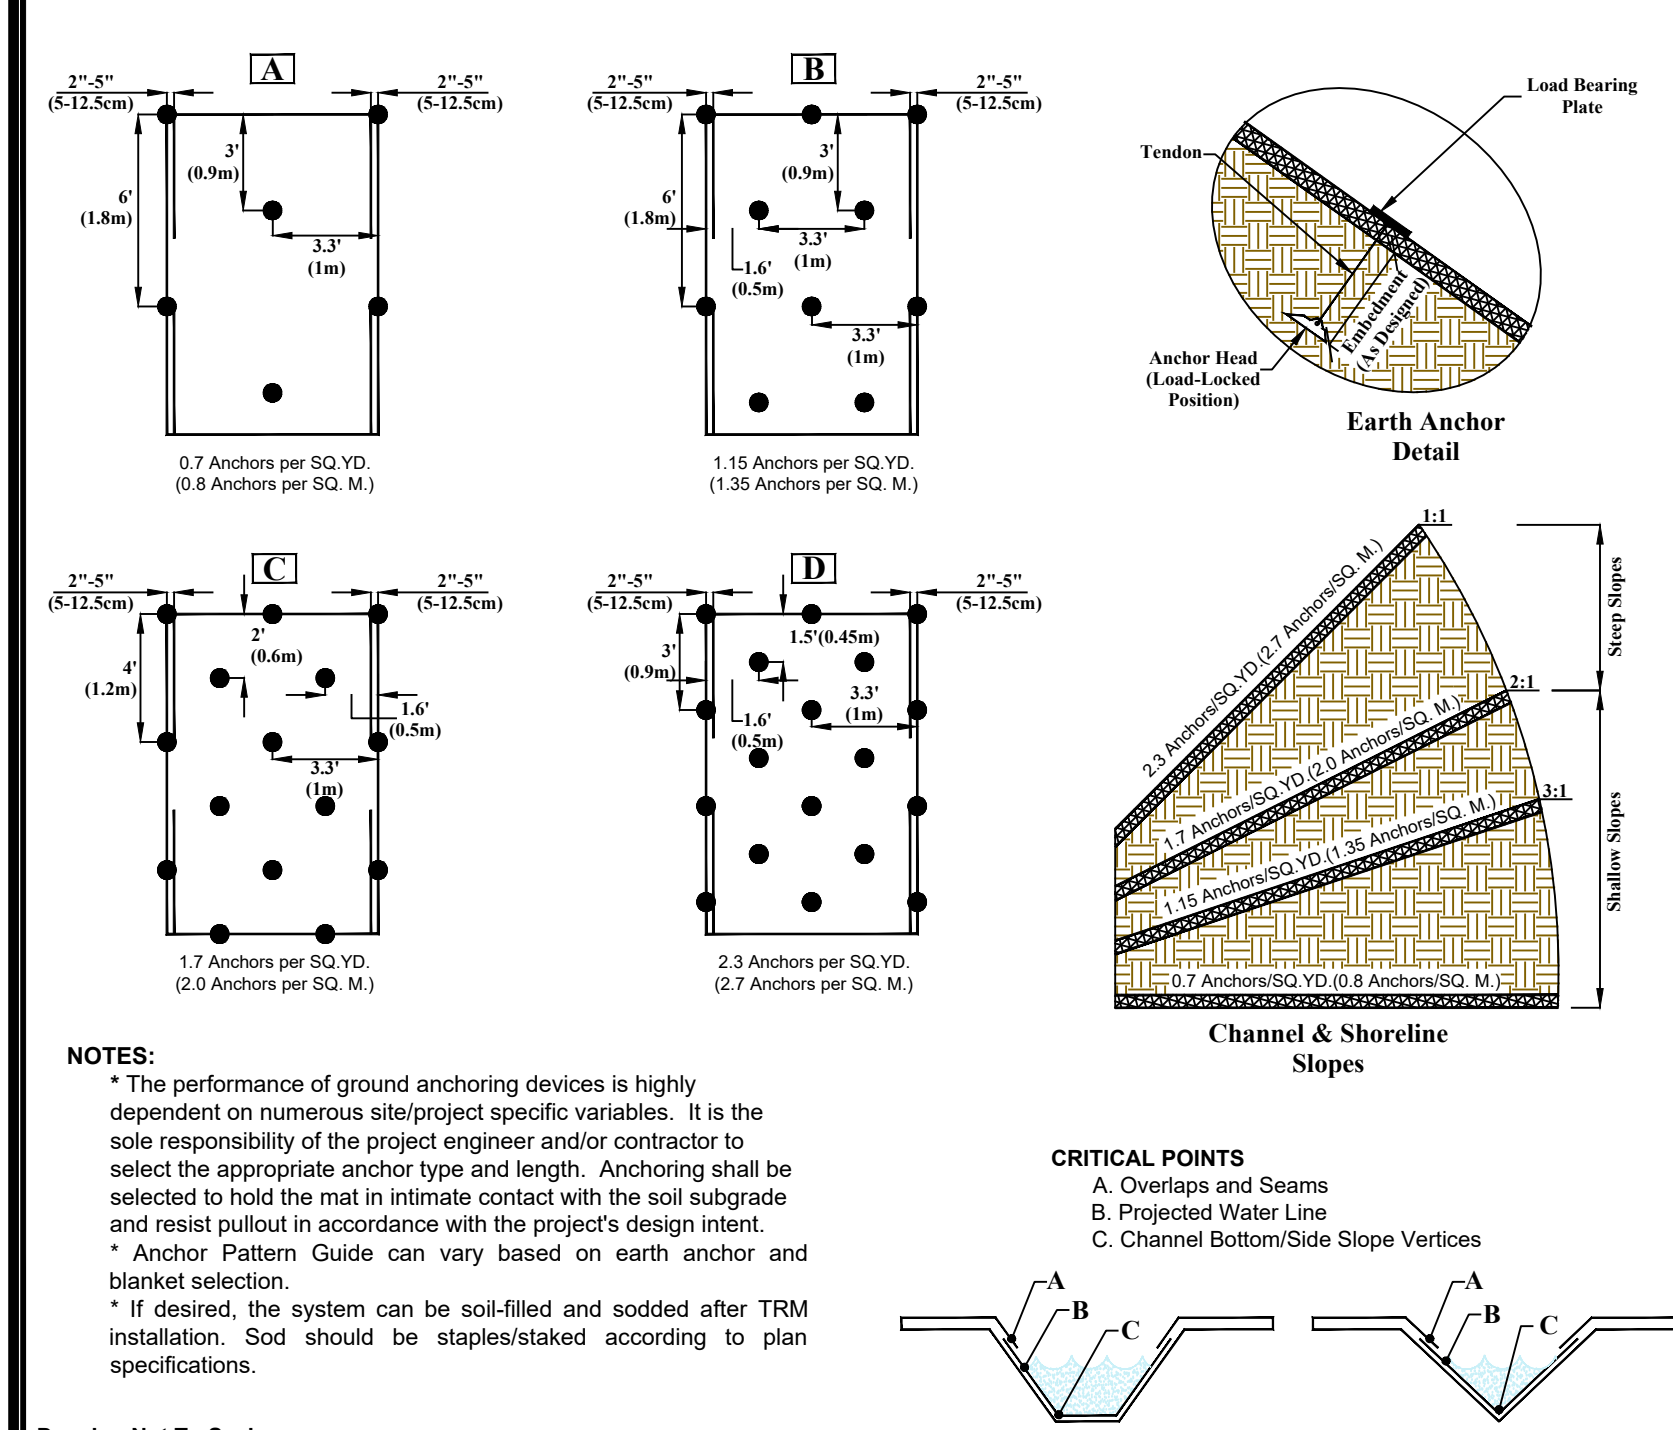 A
2"-5"
(5-12.5cm)
2"-5"
(5-12.5cm)
3'
(0.9m)
6'
(1.8m)
3.3'
(1m)
0.7 Anchors per SQ.YD.
(0.8 Anchors per SQ. M.)
B
2"-5"
(5-12.5cm)
2"-5"
(5-12.5cm)
3'
(0.9m)
6'
(1.8m)
3.3'
(1m)
1.6'
(0.5m)
3.3'
(1m)
1.15 Anchors per SQ.YD.
(1.35 Anchors per SQ. M.)
Load Bearing
Plate
Tendon
Embedment
(As Designed)
Anchor Head
(Load-Locked
Position)
Earth Anchor
Detail
C
2"-5"
(5-12.5cm)
2"-5"
(5-12.5cm)
2'
(0.6m)
4'
(1.2m)
1.6'
(0.5m)
3.3'
(1m)
1.7 Anchors per SQ.YD.
(2.0 Anchors per SQ. M.)
D
2"-5"
(5-12.5cm)
2"-5"
(5-12.5cm)
1.5'(0.45m)
3'
(0.9m)
3.3'
(1m)
1.6'
(0.5m)
2.3 Anchors per SQ.YD.
(2.7 Anchors per SQ. M.)
1:1
2.3 Anchors/SQ.YD.(2.7 Anchors/SQ. M.)
Steep Slopes
2:1
1.7 Anchors/SQ.YD.(2.0 Anchors/SQ. M.)
3:1
1.15 Anchors/SQ.YD.(1.35 Anchors/SQ. M.)
Shallow Slopes
0.7 Anchors/SQ.YD.(0.8 Anchors/SQ. M.)
Channel & Shoreline
Slopes
NOTES:
* The performance of ground anchoring devices is highly
dependent on numerous site/project specific variables. It is the
sole responsibility of the project engineer and/or contractor to
select the appropriate anchor type and length. Anchoring shall be
selected to hold the mat in intimate contact with the soil subgrade
and resist pullout in accordance with the project's design intent.
* Anchor Pattern Guide can vary based on earth anchor and
blanket selection.
* If desired, the system can be soil-filled and sodded after TRM
installation. Sod should be staples/staked according to plan
specifications.
CRITICAL POINTS
A. Overlaps and Seams
B. Projected Water Line
C. Channel Bottom/Side Slope Vertices
A
B
C
A
B
C